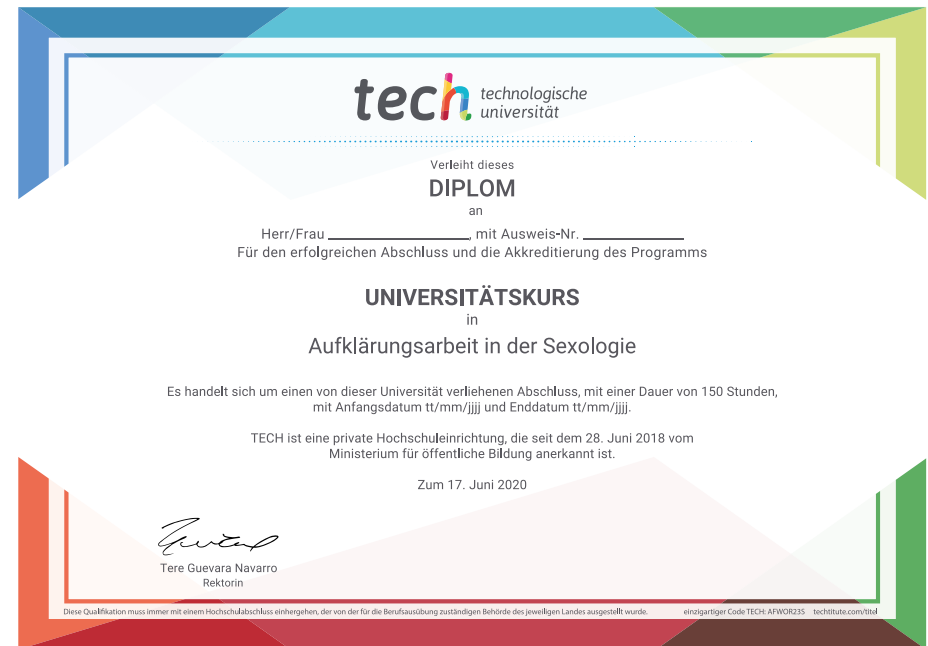 tech technologische
universität
Verleiht dieses
DIPLOM
an
Herr/Frau ____________________, mit Ausweis-Nr. ______________
Für den erfolgreichen Abschluss und die Akkreditierung des Programms
UNIVERSITÄTSKURS
in
Aufklärungsarbeit in der Sexologie
Es handelt sich um einen von dieser Universität verliehenen Abschluss, mit einer Dauer von 150 Stunden,
mit Anfangsdatum tt/mm/jjjj und Enddatum tt/mm/jjjj.
TECH ist eine private Hochschuleinrichtung, die seit dem 28. Juni 2018 vom
Ministerium für öffentliche Bildung anerkannt ist.
Zum 17. Juni 2020
Tere Guevara Navarro
Rektorin
Diese Qualifikation muss immer mit einem Hochschulabschluss einhergehen, der von der für die Berufsausübung zuständigen Behörde des jeweiligen Landes ausgestellt wurde. einzigartiger Code TECH: AFWOR23S techtitute.com/titel